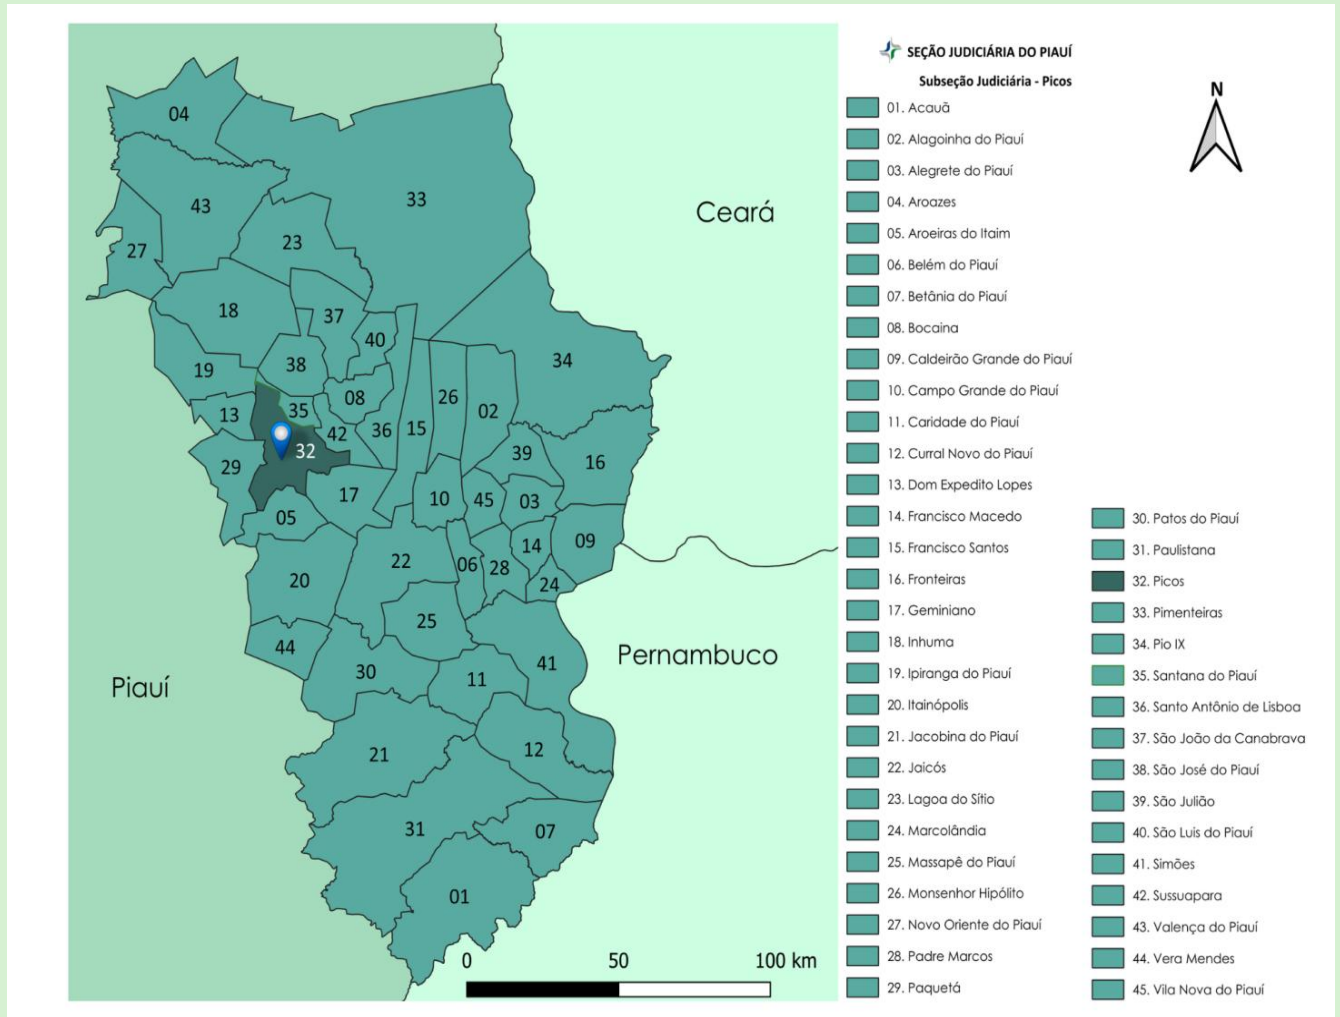 SEÇÃO JUDICIÁRIA DO PIAUÍ
Subseção Judiciária - Picos
N
01. Acauã
02. Alagoinha do Piauí
03. Alegrete do Piauí
04. Aroazes
05. Aroeiras do Itaim
06. Belém do Piauí
07. Betânia do Piauí
08. Bocaina
09. Caldeirão Grande do Piauí
10. Campo Grande do Piauí
11. Caridade do Piauí
12. Curral Novo do Piauí
13. Dom Expedito Lopes
14. Francisco Macedo
15. Francisco Santos
16. Fronteiras
17. Geminiano
18. Inhuma
19. Ipiranga do Piauí
20. Itainópolis
21. Jacobina do Piauí
22. Jaicós
23. Lagoa do Sítio
24. Marcolândia
25. Massapê do Piauí
26. Monsenhor Hipólito
27. Novo Oriente do Piauí
28. Padre Marcos
29. Paquetá
30. Patos do Piauí
31. Paulistana
32. Picos
33. Pimenteiras
34. Pio IX
35. Santana do Piauí
36. Santo Antônio de Lisboa
37. São João da Canabrava
38. São José do Piauí
39. São Julião
40. São Luis do Piauí
41. Simões
42. Sussuapara
43. Valença do Piauí
44. Vera Mendes
45. Vila Nova do Piauí
04
33
43
Ceará
23
27
18
37
40
38
34
19
08
26
35
02
13
15
36
42
32
39
16
29
17
10
45
03
05
09
14
22
06
28
20
24
25
44
Pernambuco
41
30
11
Piauí
12
21
31
07
01
0
50
100 km